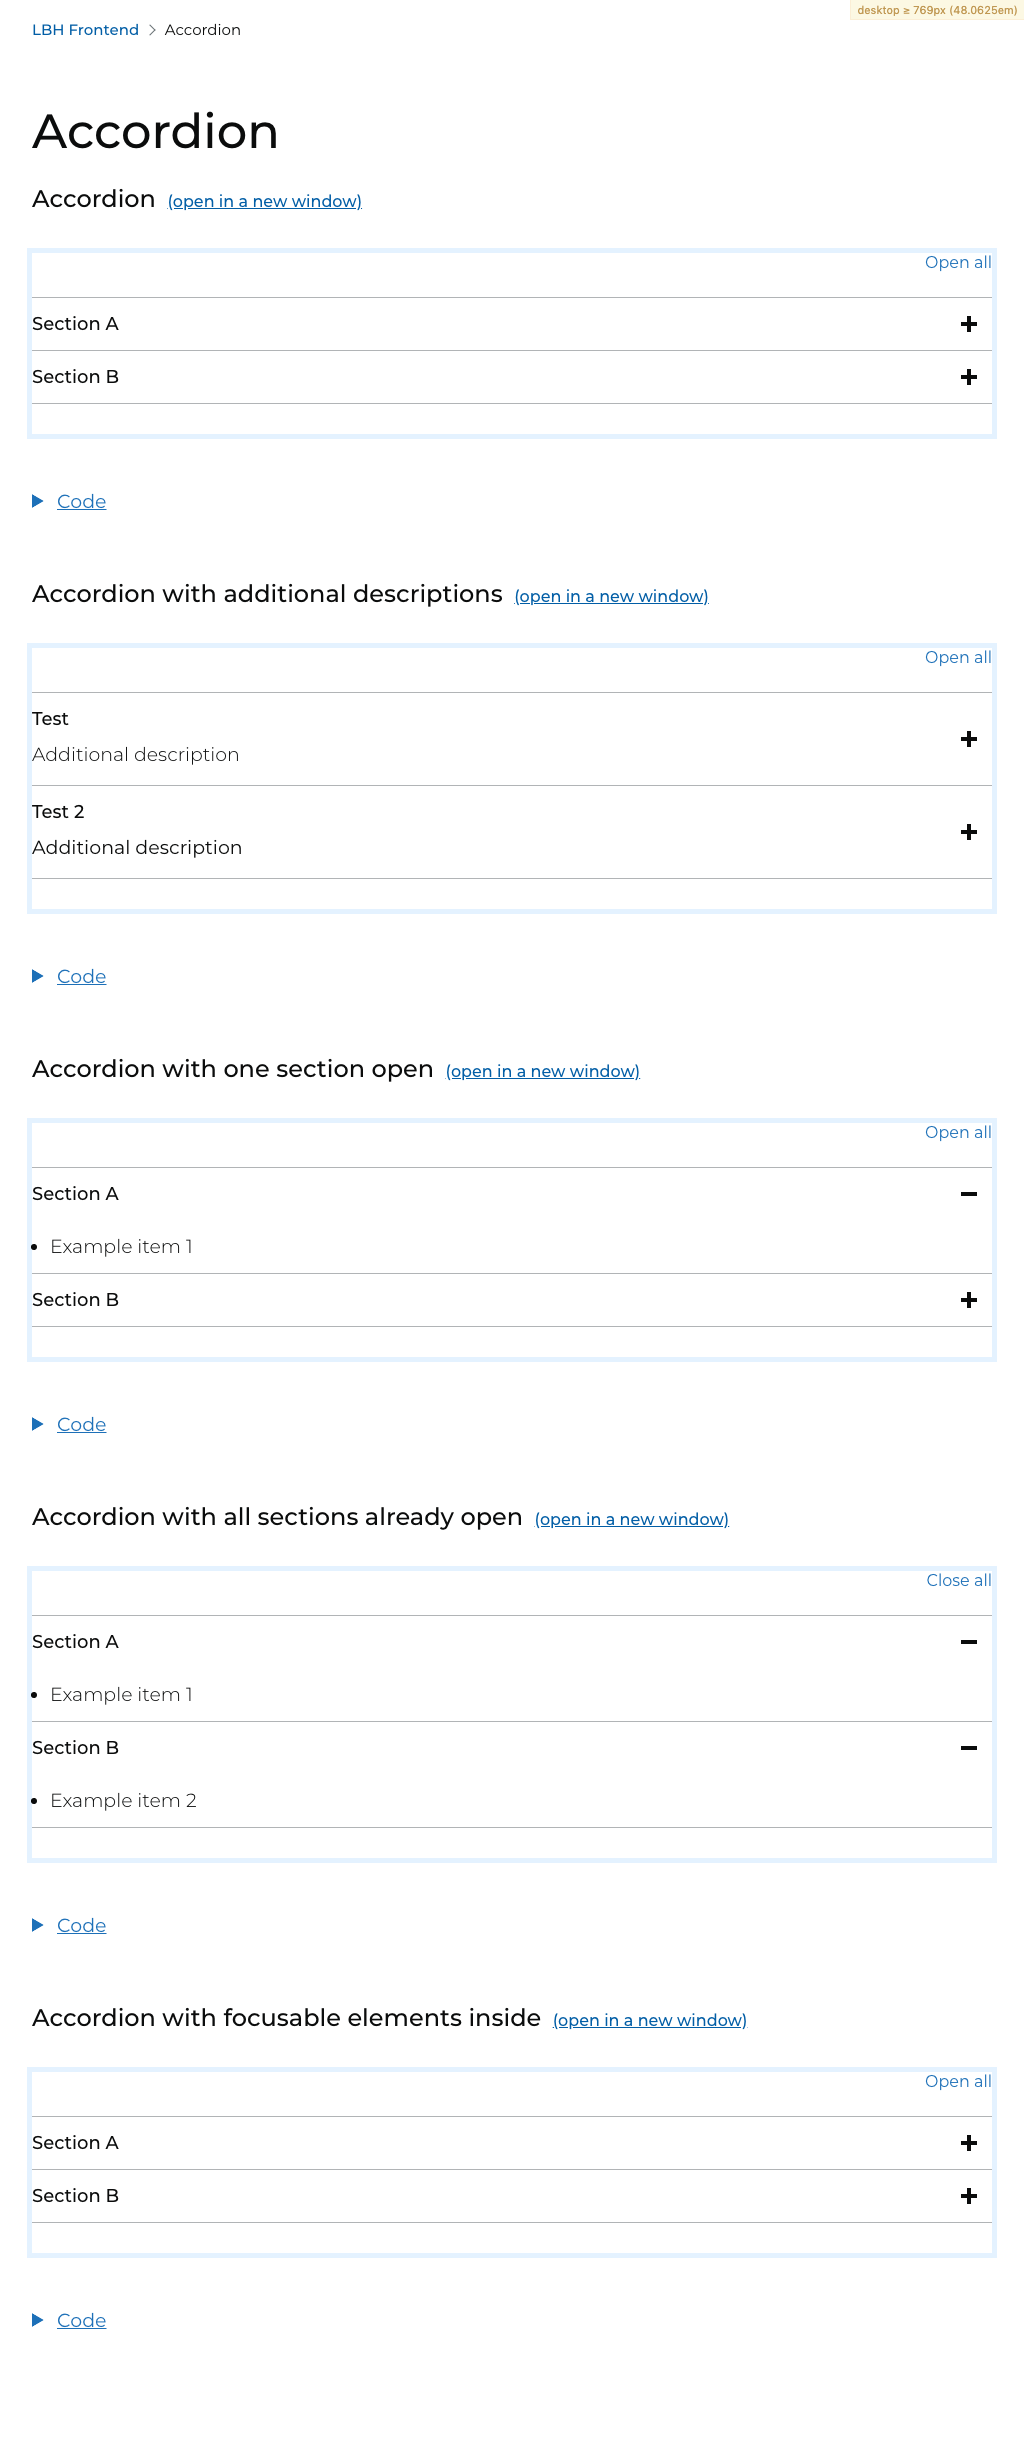 desktop ≥ 769px (48.0625em)
LBH Frontend Accordion
Accordion
Accordion (open in a new window)
Open all
Section A
Section B
Code
Accordion with additional descriptions (open in a new window)
Open all
Test
Additional description
Test 2
Additional description
Code
Accordion with one section open (open in a new window)
Open all
Section A
Example item 1
Section B
Code
Accordion with all sections already open (open in a new window)
Close all
Section A
Example item 1
Section B
Example item 2
Code
Accordion with focusable elements inside (open in a new window)
Open all
Section A
Section B
Code